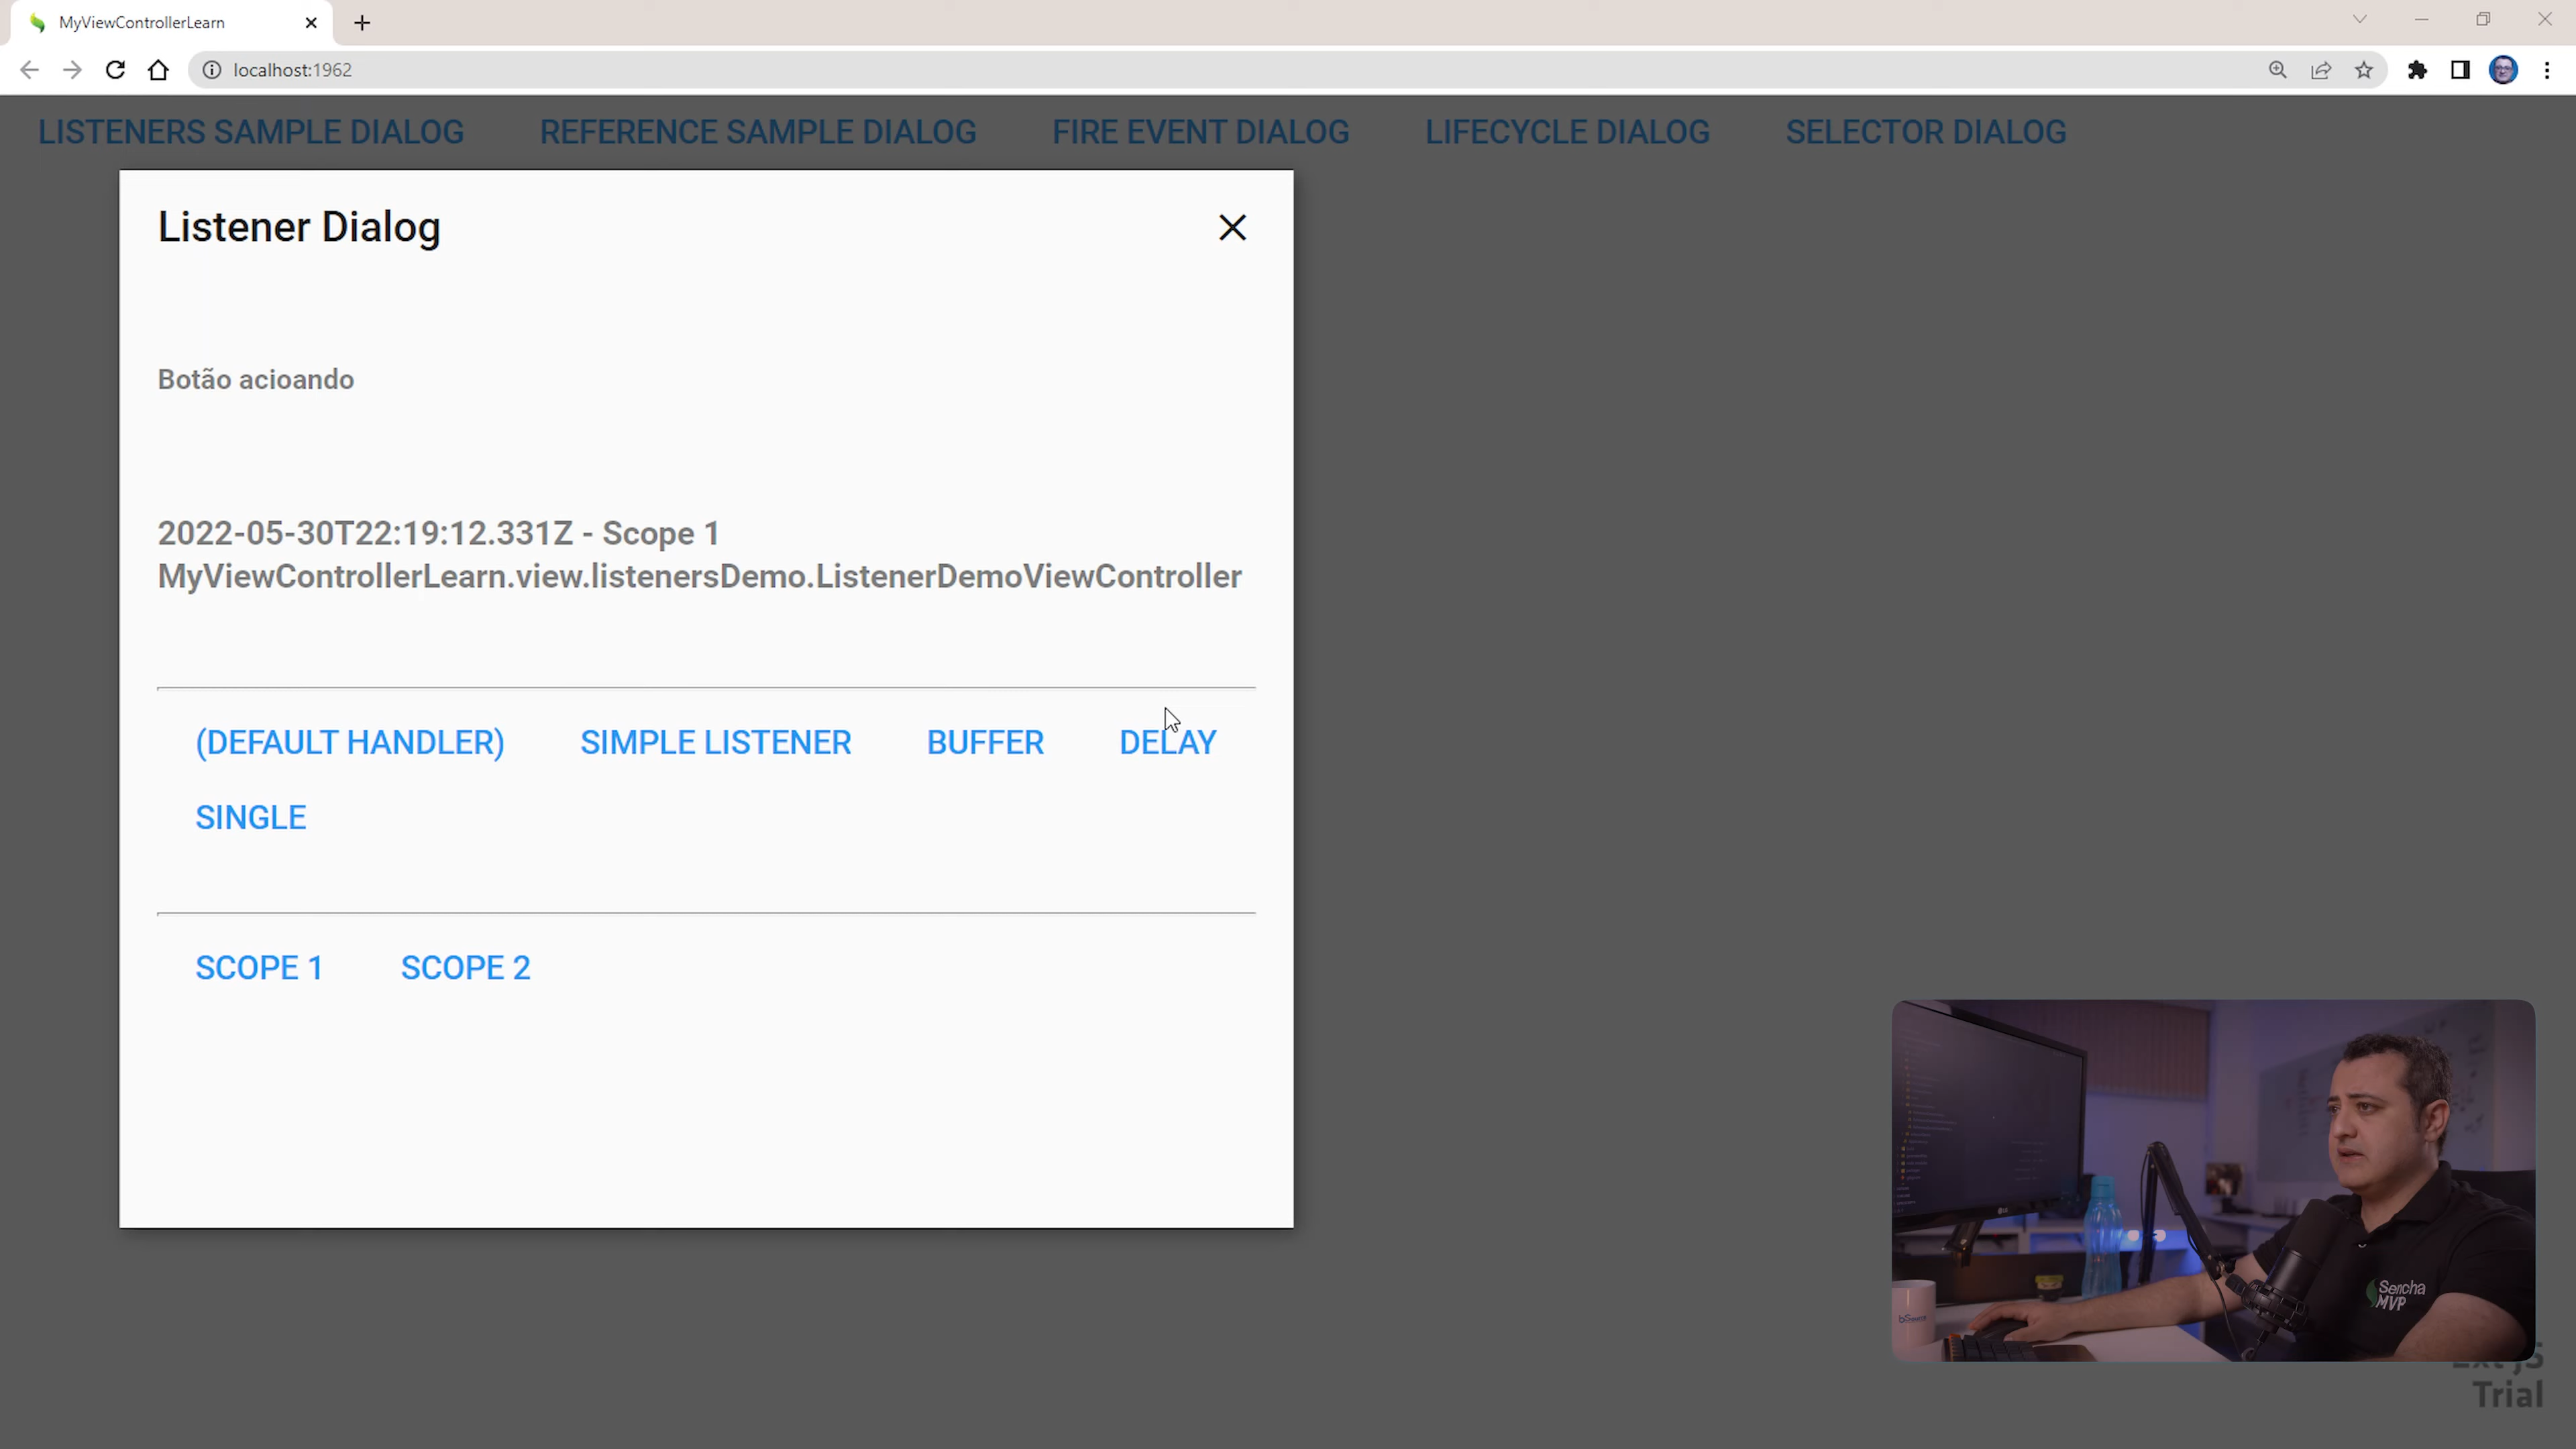 MyViewControllerLearn
localhost:1962
LISTENERS SAMPLE DIALOG REFERENCE SAMPLE DIALOG FIRE EVENT DIALOG LIFECYCLE DIALOG SELECTOR DIALOG
Listener Dialog
Botão acioando
2022-05-30T22:19:12.331Z - Scope 1
MyViewControllerLearn.view.listenersDemo.ListenerDemoViewController
(DEFAULT HANDLER) SIMPLE LISTENER BUFFER DELAY
SINGLE
SCOPE 1 SCOPE 2
LG
Sencha
MVP
Trial